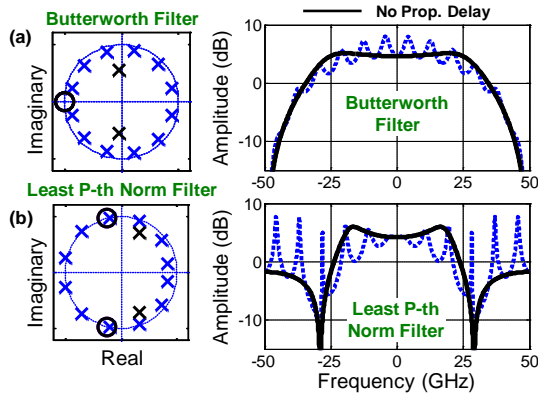 Butterworth Filter
(a)
Imaginary
No Prop. Delay
Amplitude (dB)
10
0
-10
Butterworth
Filter
-50 -25 0 25 50
Least P-th Norm Filter
(b)
Imaginary
Real
Amplitude (dB)
10
0
-10
Least P-th
Norm Filter
-50 -25 0 25 50
Frequency (GHz)